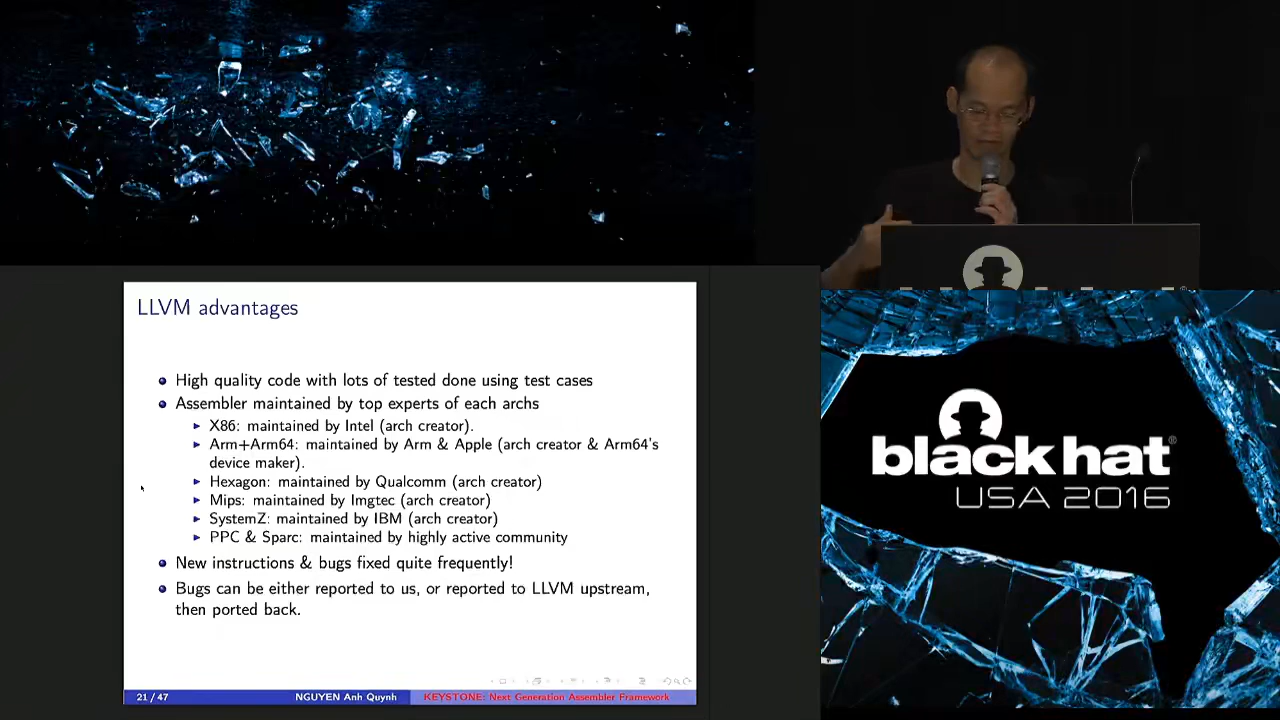 LLVM advantages
High quality code with lots of tested done using test cases
Assembler maintained by top experts of each archs
X86: maintained by Intel (arch creator).
Arm+Arm64: maintained by Arm & Apple (arch creator & Arm64's
device maker).
Hexagon: maintained by Qualcomm (arch creator)
Mips: maintained by Imgtec (arch creator)
SystemZ: maintained by IBM (arch creator)
PPC & Sparc: maintained by highly active community
New instructions & bugs fixed quite frequently!
Bugs can be either reported to us, or reported to LLVM upstream,
then ported back.
21 / 47 NGUYEN Anh Quynh KEYSTONE: Next Generation Assembler Framework
black hat®
USA 2016